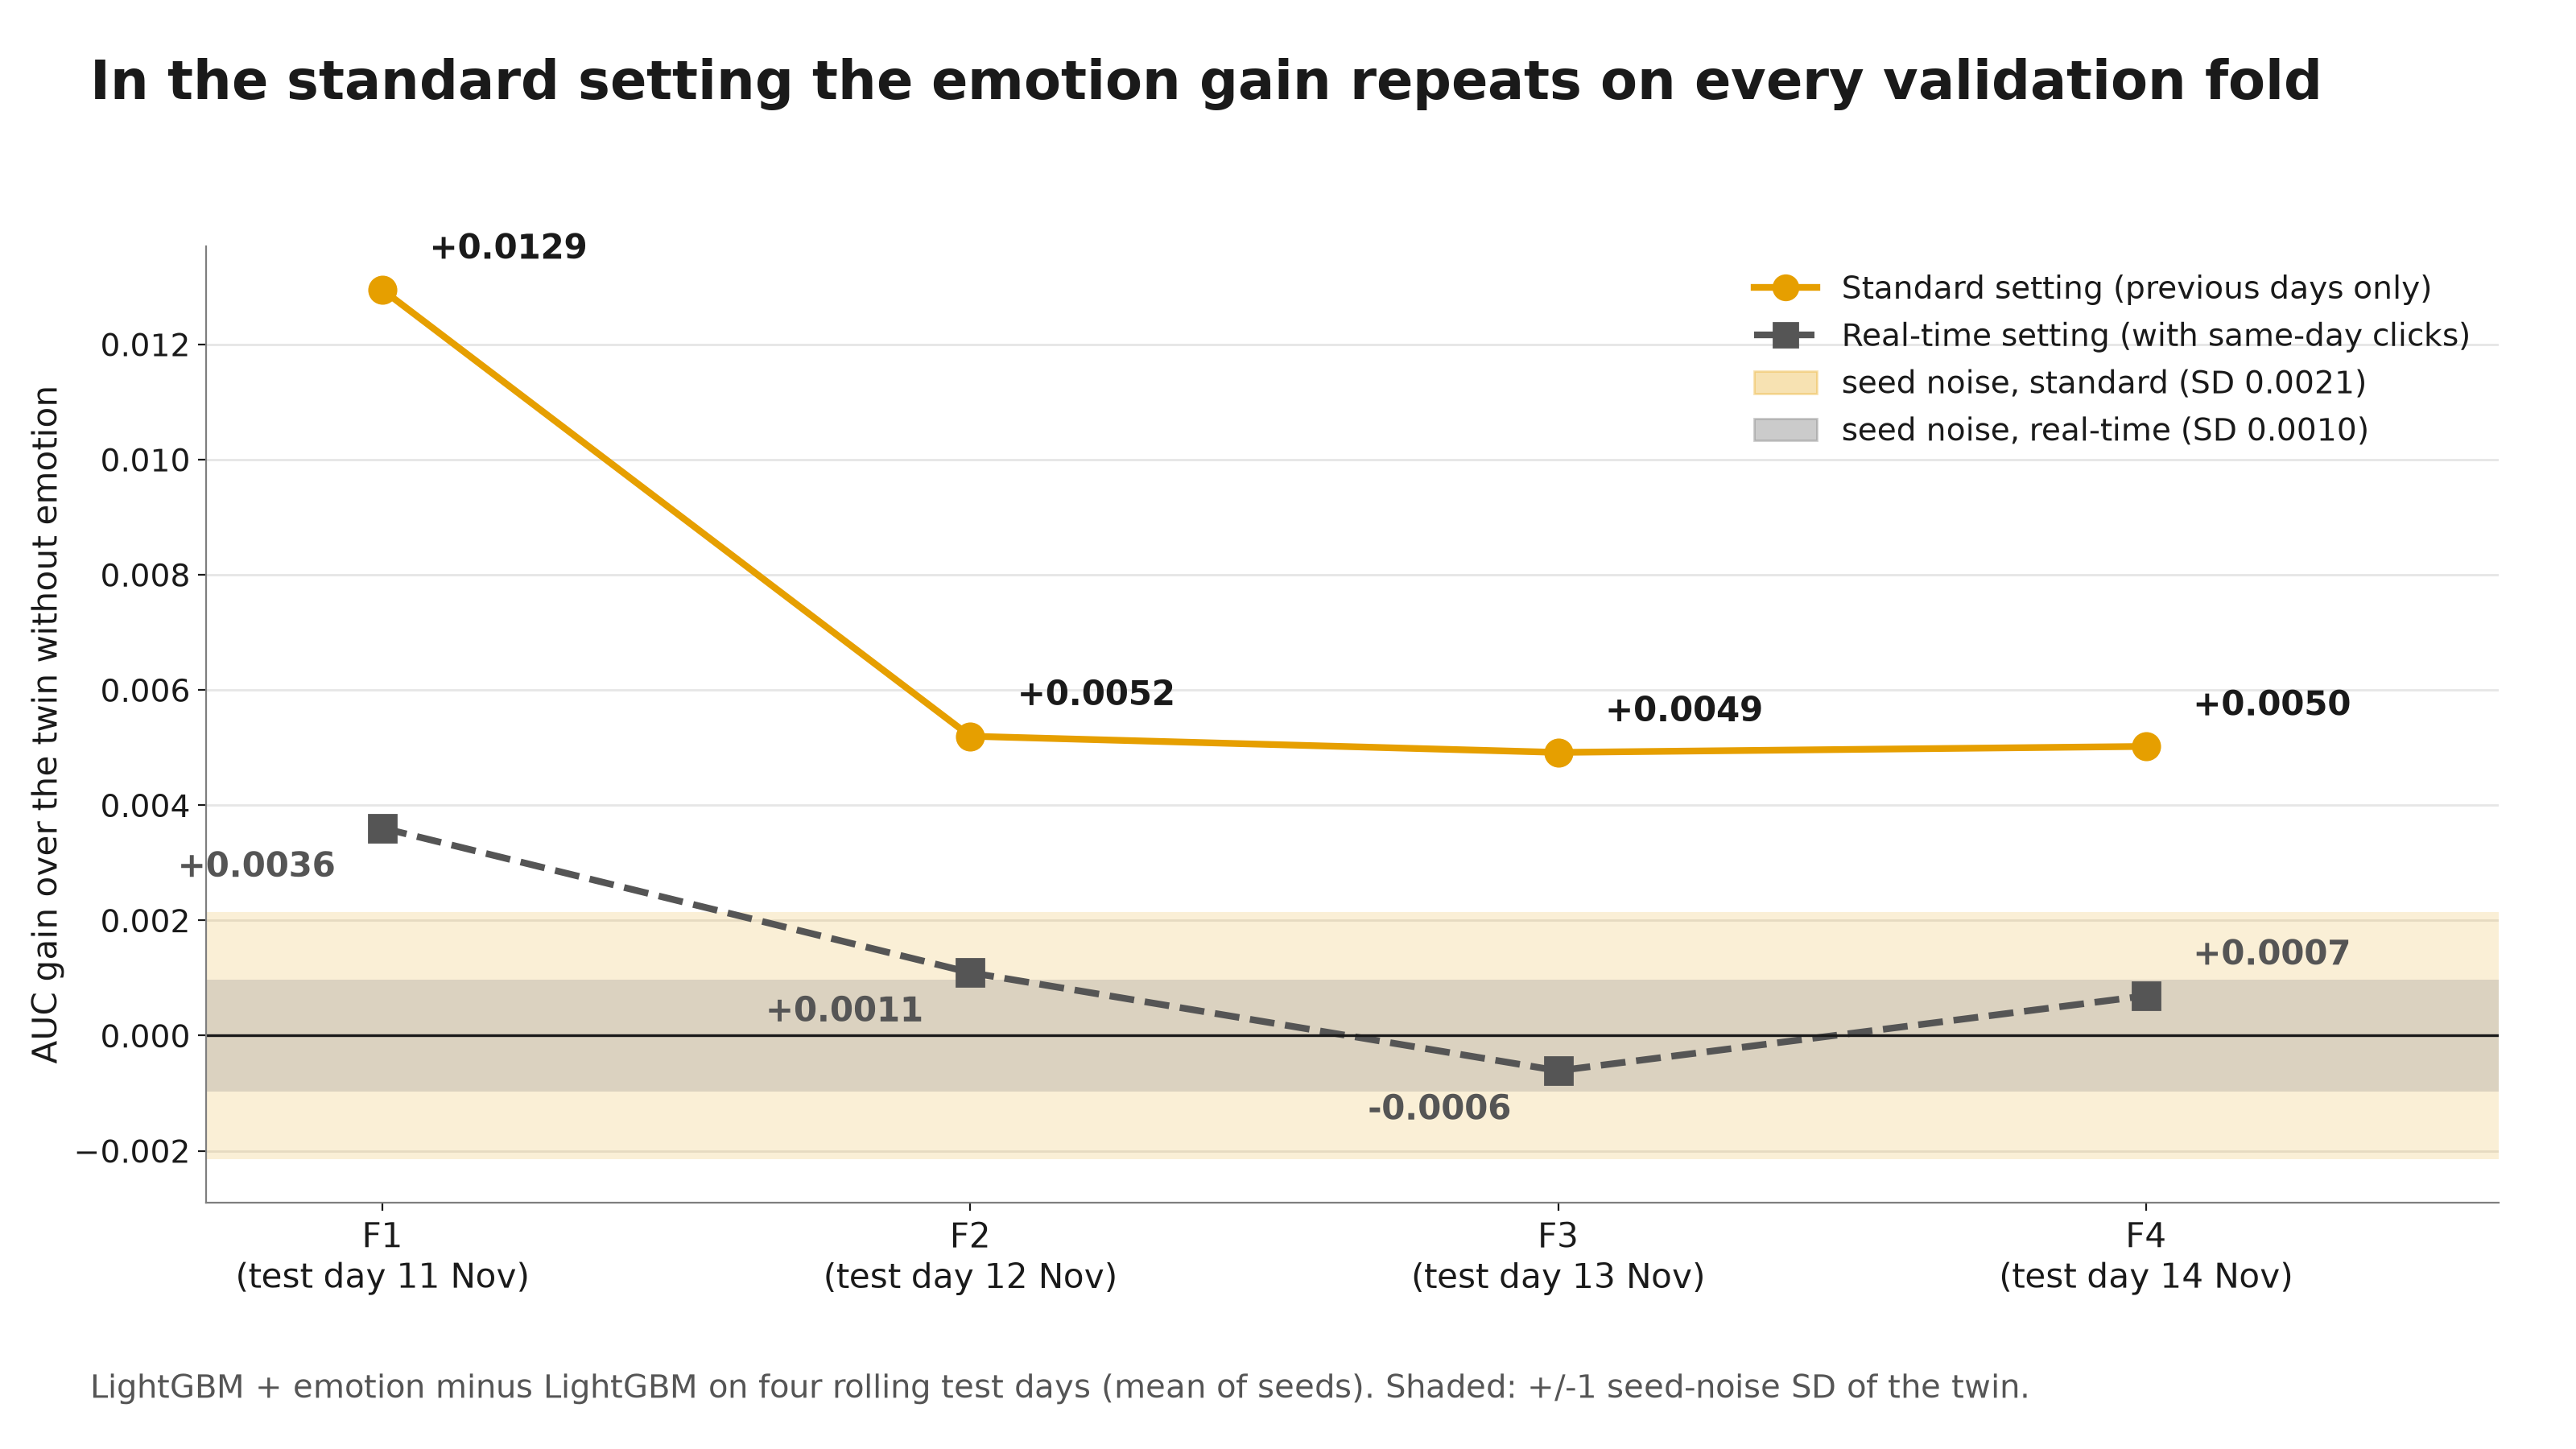 In the standard setting the emotion gain repeats on every validation fold
+0.0129
Standard setting (previous days only)
Real-time setting (with same-day clicks)
seed noise, standard (SD 0.0021)
seed noise, real-time (SD 0.0010)
AUC gain over the twin without emotion
0.012
0.010
0.008
0.006
0.004
0.002
0.000
−0.002
+0.0052
+0.0049
+0.0050
+0.0036
+0.0011
-0.0006
+0.0007
F1
(test day 11 Nov)
F2
(test day 12 Nov)
F3
(test day 13 Nov)
F4
(test day 14 Nov)
LightGBM + emotion minus LightGBM on four rolling test days (mean of seeds). Shaded: +/-1 seed-noise SD of the twin.